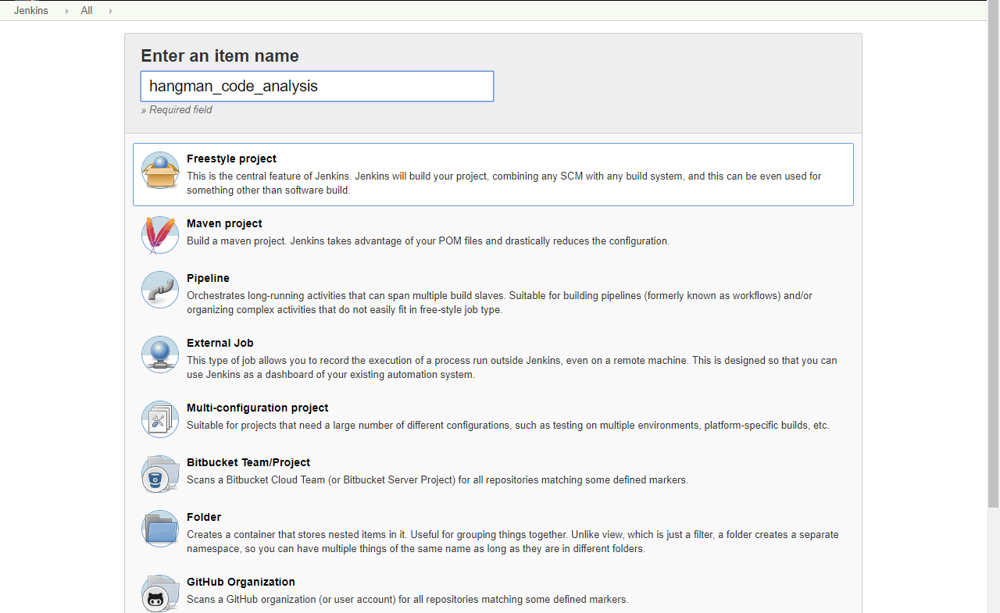 Jenkins All
Enter an item name
hangman_code_analysis
» Required field
Freestyle project
This is the central feature of Jenkins. Jenkins will build your project, combining any SCM with any build system, and this can be even used for
something other than software build.
Maven project
Build a maven project. Jenkins takes advantage of your POM files and drastically reduces the configuration.
Pipeline
Orchestrates long-running activities that can span multiple build slaves. Suitable for building pipelines (formerly known as workflows) and/or
organizing complex activities that do not easily fit in free-style job type.
External Job
This type of job allows you to record the execution of a process run outside Jenkins, even on a remote machine. This is designed so that you can
use Jenkins as a dashboard of your existing automation system.
Multi-configuration project
Suitable for projects that need a large number of different configurations, such as testing on multiple environments, platform-specific builds, etc.
Bitbucket Team/Project
Scans a Bitbucket Cloud Team (or Bitbucket Server Project) for all repositories matching some defined markers.
Folder
Creates a container that stores nested items in it. Useful for grouping things together. Unlike view, which is just a filter, a folder creates a separate
namespace, so you can have multiple things of the same name as long as they are in different folders.
GitHub Organization
Scans a GitHub organization (or user account) for all repositories matching some defined markers.